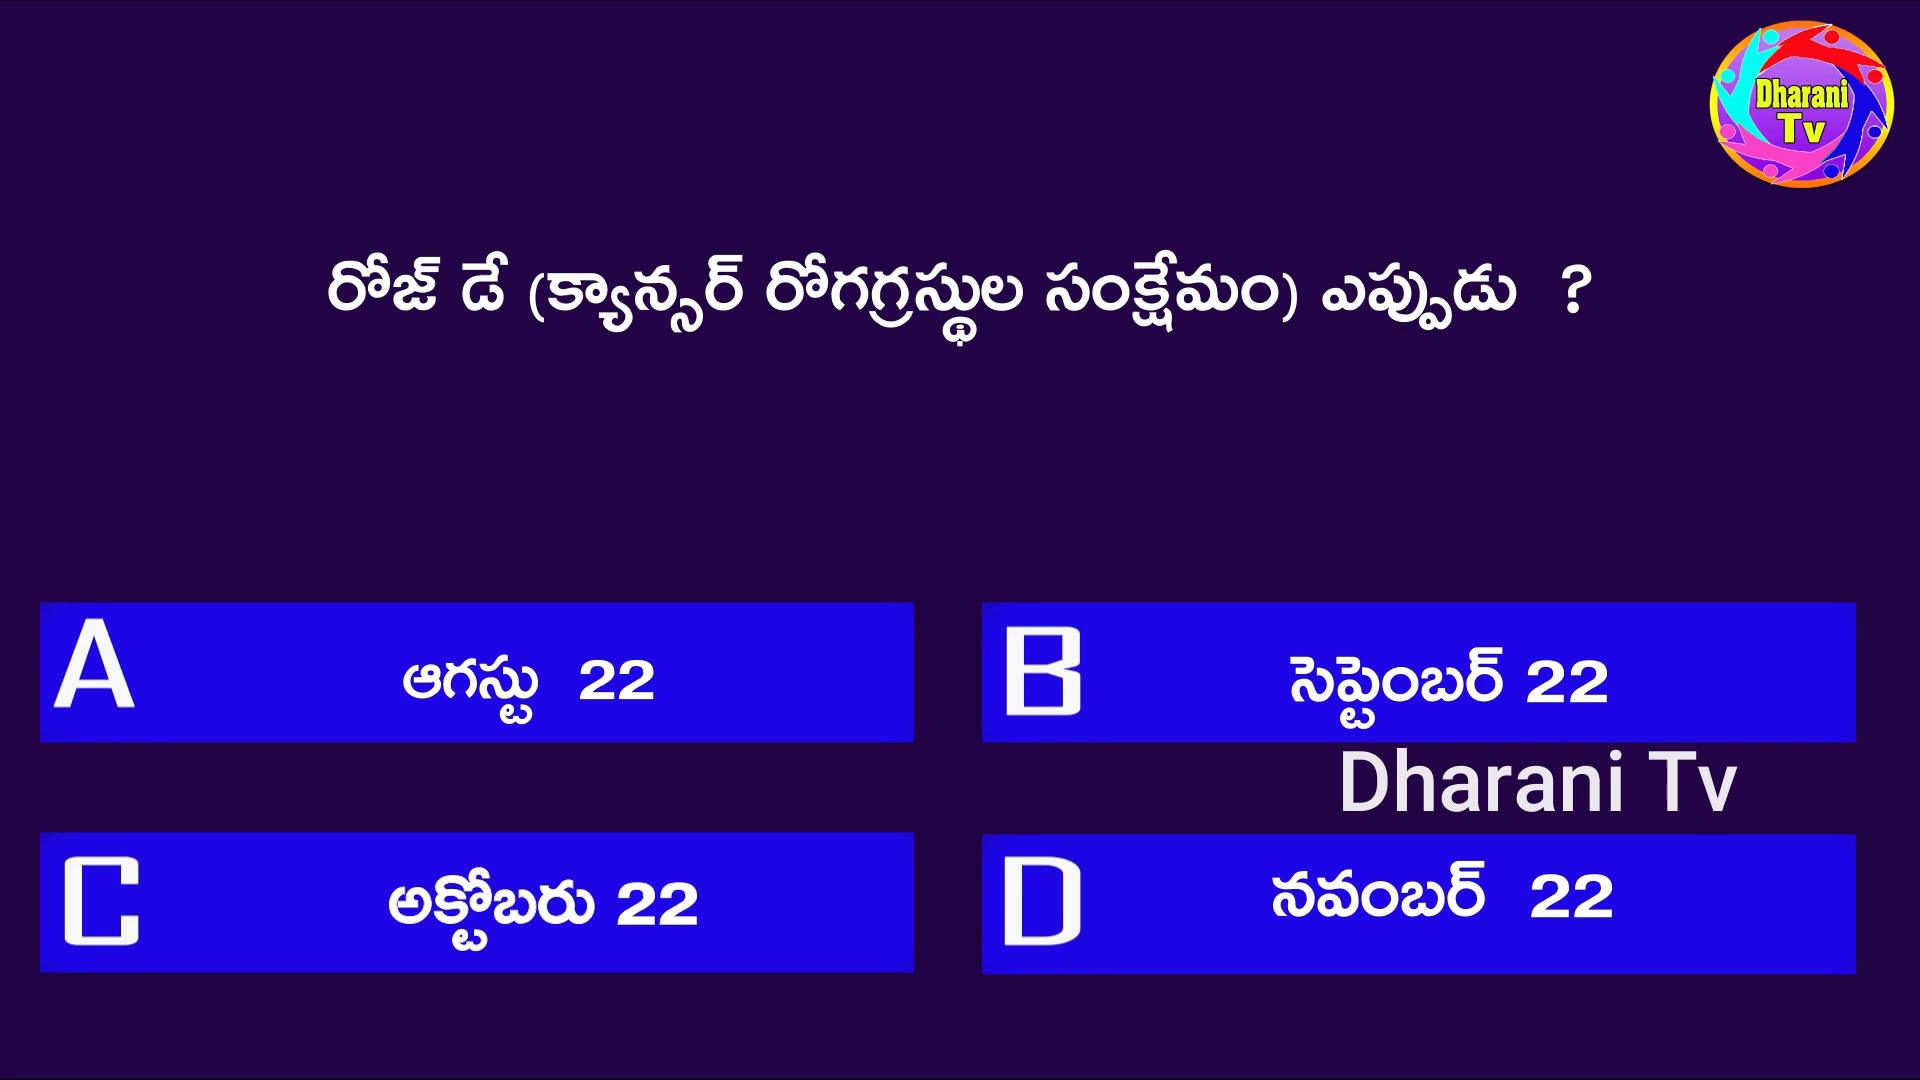 Dharani
Tv
రోజ్ డే (క్యాన్సర్ రోగగ్రస్థుల సంక్షేమం) ఎప్పుడు ?
A ఆగస్టు 22
B సెప్టెంబర్ 22
Dharani Tv
C అక్టోబరు 22
D నవంబర్ 22